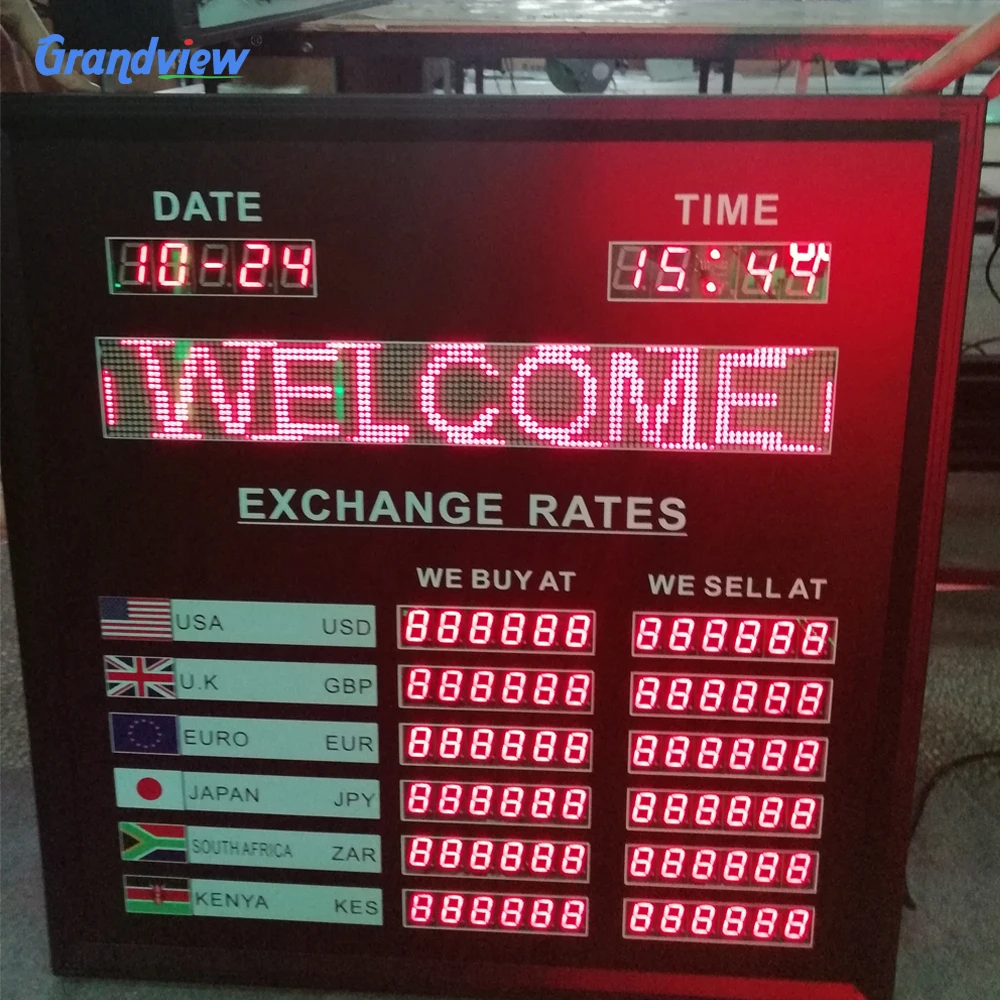 Grandview
DATE TIME
10-24 15:44
WELCOME
EXCHANGE RATES
WE BUY AT WE SELL AT
USA USD 888888 888888
U.K GBP 888888 888888
EURO EUR 888888 888888
JAPAN JPY 888888 888888
SOUTH AFRICA ZAR 888888 888888
KENYA KES 888888 888888